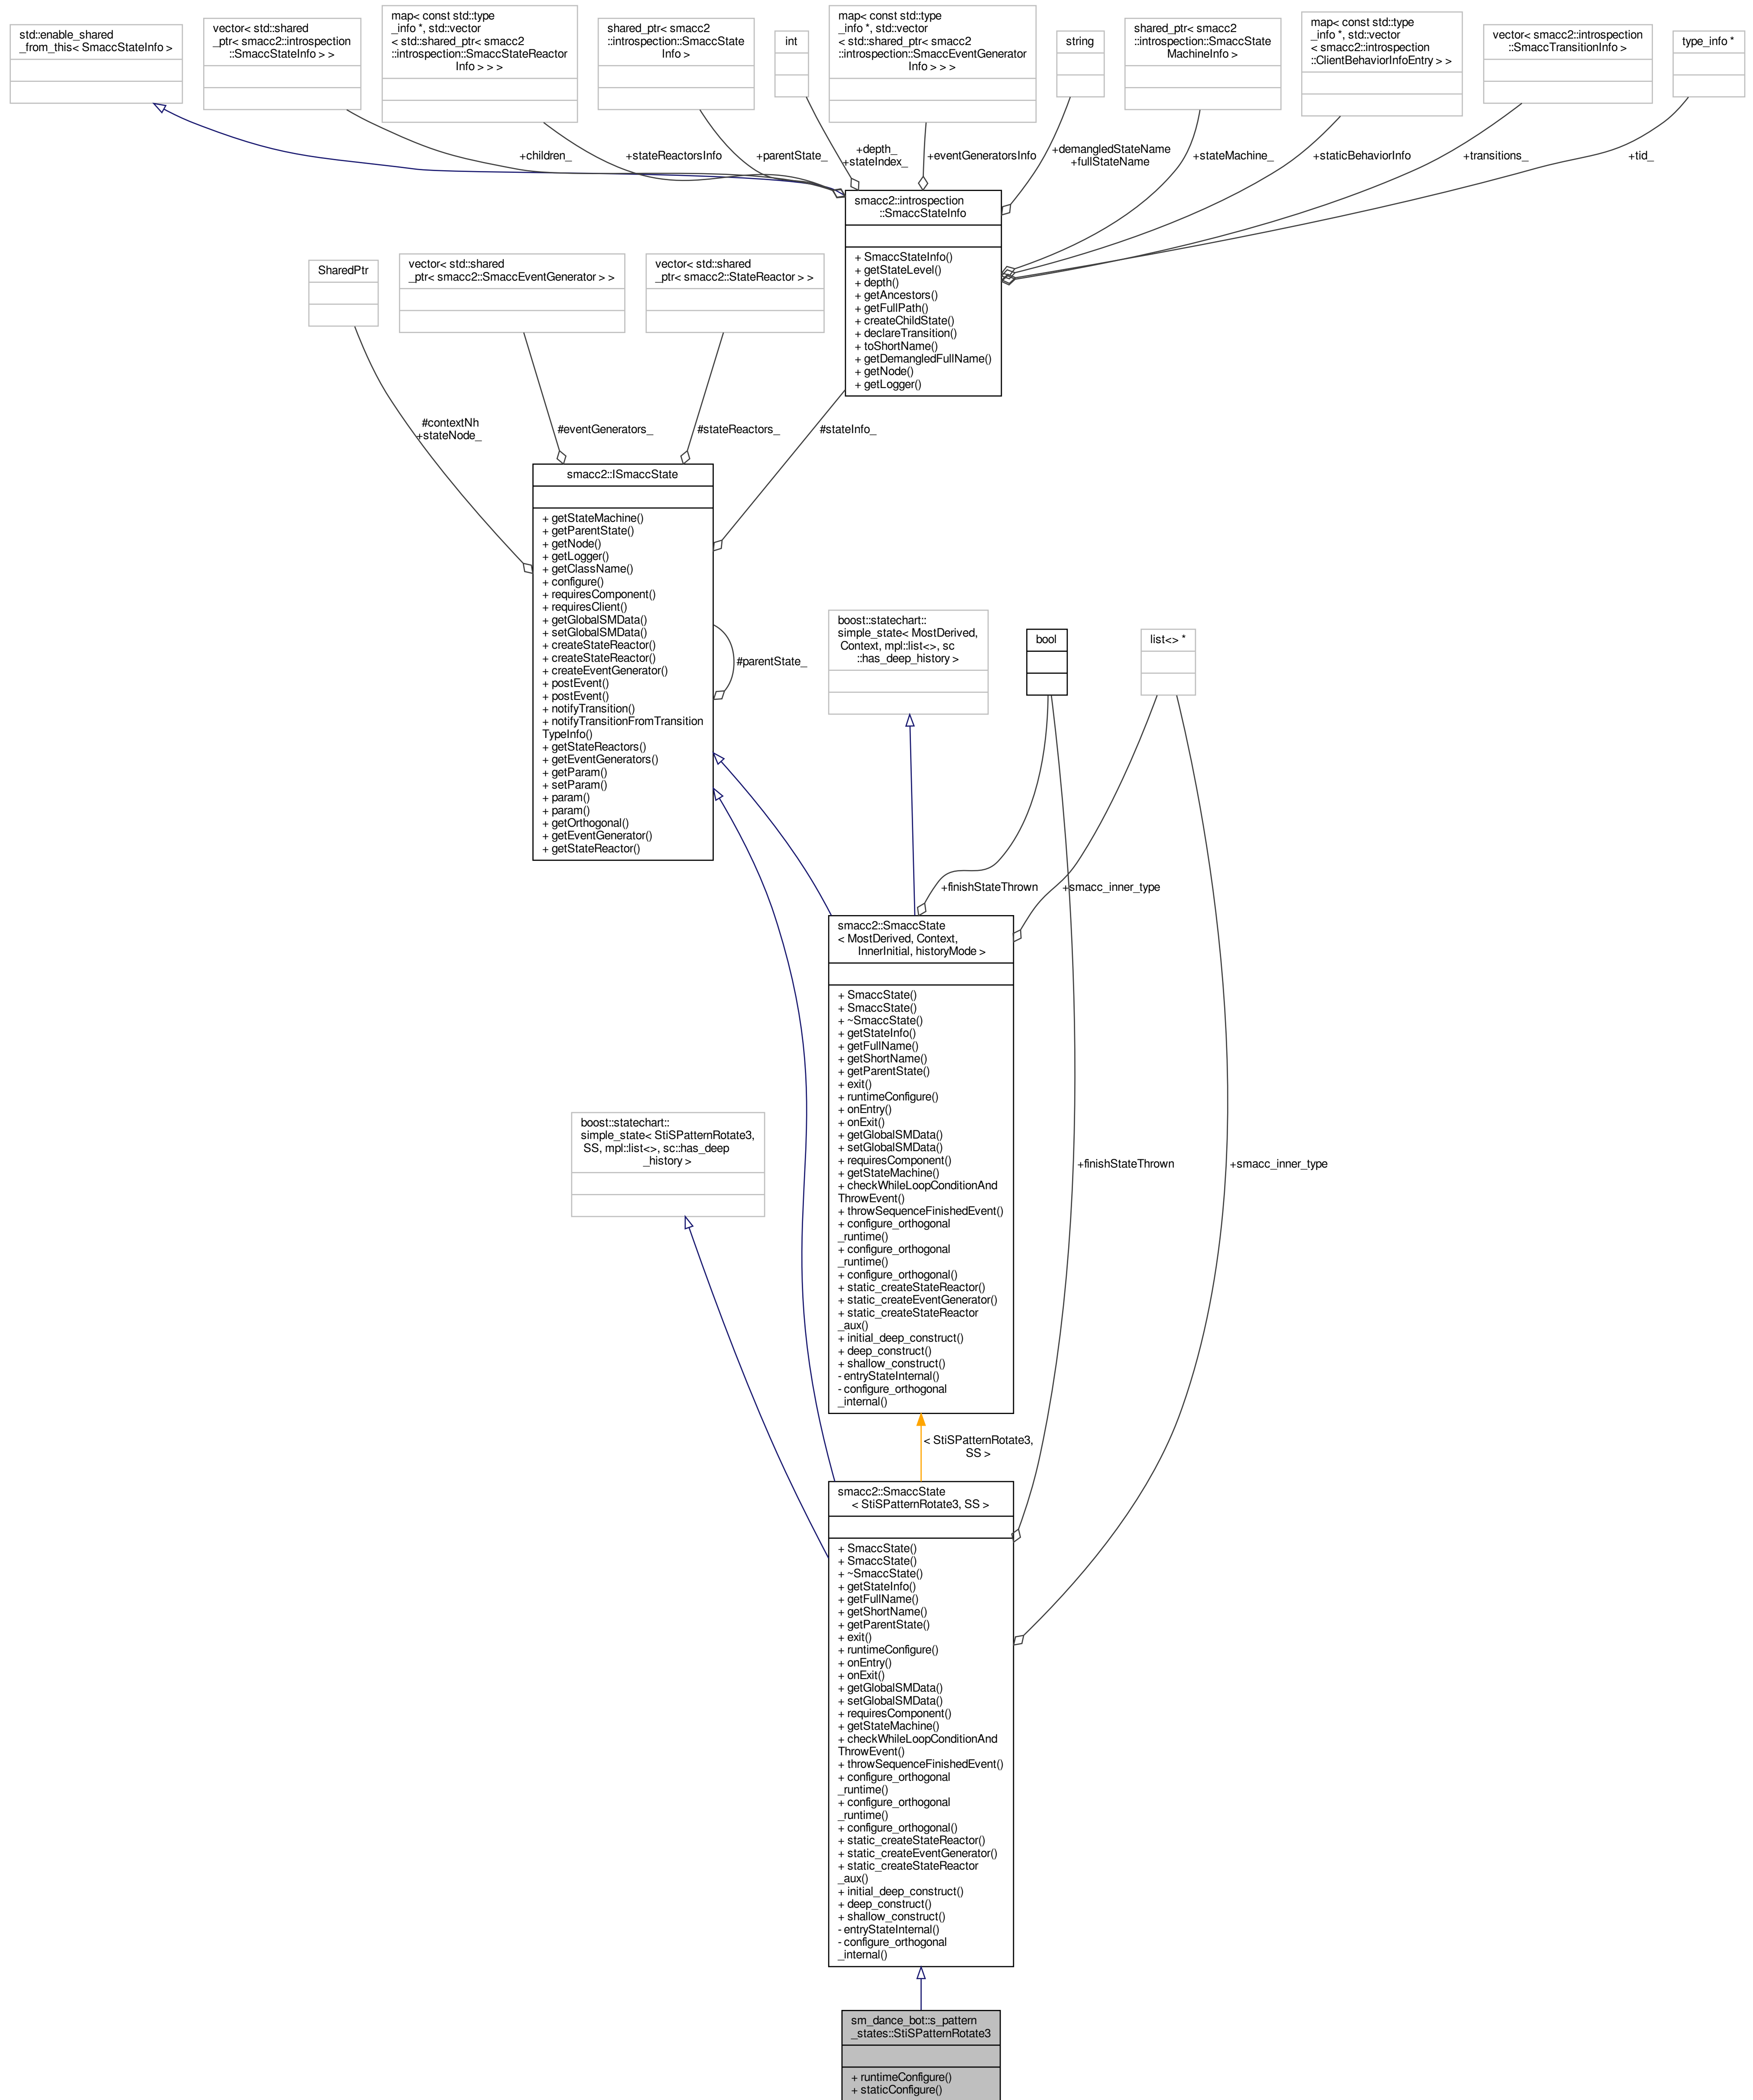 std::enable_shared
_from_this< SmaccStateInfo >
vector< std::shared
_ptr< smacc2::introspection
::SmaccStateInfo > >
map< const std::type
_info *, std::vector
< std::shared_ptr< smacc2
::introspection::SmaccStateReactor
Info > > >
shared_ptr< smacc2
::introspection::SmaccState
Info >
int
map< const std::type
_info *, std::vector
< std::shared_ptr< smacc2
::introspection::SmaccEventGenerator
Info > > >
string
shared_ptr< smacc2
::introspection::SmaccState
MachineInfo >
map< const std::type
_info *, std::vector
< smacc2::introspection
::ClientBehaviorInfoEntry > >
vector< smacc2::introspection
::SmaccTransitionInfo >
type_info *
+children_
+stateReactorsInfo
+parentState_
+depth_
+stateIndex_
+eventGeneratorsInfo
+demangledStateName
+fullStateName
+stateMachine_
+staticBehaviorInfo
+transitions_
+tid_
smacc2::introspection
::SmaccStateInfo
+ SmaccStateInfo()
+ getStateLevel()
+ depth()
+ getAncestors()
+ getFullPath()
+ createChildState()
+ declareTransition()
+ toShortName()
+ getDemangledFullName()
+ getNode()
+ getLogger()
SharedPtr
vector< std::shared
_ptr< smacc2::SmaccEventGenerator > >
vector< std::shared
_ptr< smacc2::StateReactor > >
#contextNh
+stateNode_
#eventGenerators_
#stateReactors_
#stateInfo_
smacc2::ISmaccState
+ getStateMachine()
+ getParentState()
+ getNode()
+ getLogger()
+ getClassName()
+ configure()
+ requiresComponent()
+ requiresClient()
+ getGlobalSMData()
+ setGlobalSMData()
+ createStateReactor()
+ createStateReactor()
+ createEventGenerator()
+ postEvent()
+ postEvent()
+ notifyTransition()
+ notifyTransitionFromTransition
TypeInfo()
+ getStateReactors()
+ getEventGenerators()
+ getParam()
+ setParam()
+ param()
+ param()
+ getOrthogonal()
+ getEventGenerator()
+ getStateReactor()
#parentState_
boost::statechart::
simple_state< MostDerived,
Context, mpl::list<>, sc
::has_deep_history >
bool
list<> *
+finishStateThrown
+smacc_inner_type
smacc2::SmaccState
< MostDerived, Context,
InnerInitial, historyMode >
+ SmaccState()
+ SmaccState()
+ ~SmaccState()
+ getStateInfo()
+ getFullName()
+ getShortName()
+ getParentState()
+ exit()
+ runtimeConfigure()
+ onEntry()
+ onExit()
+ getGlobalSMData()
+ setGlobalSMData()
+ requiresComponent()
+ getStateMachine()
+ checkWhileLoopConditionAnd
ThrowEvent()
+ throwSequenceFinishedEvent()
+ configure_orthogonal
_runtime()
+ configure_orthogonal
_runtime()
+ configure_orthogonal()
+ static_createStateReactor()
+ static_createEventGenerator()
+ static_createStateReactor
_aux()
+ initial_deep_construct()
+ deep_construct()
+ shallow_construct()
- entryStateInternal()
- configure_orthogonal
_internal()
boost::statechart::
simple_state< StiSPatternRotate3,
SS, mpl::list<>, sc::has_deep
_history >
+finishStateThrown
+smacc_inner_type
< StiSPatternRotate3,
SS >
smacc2::SmaccState
< StiSPatternRotate3, SS >
+ SmaccState()
+ SmaccState()
+ ~SmaccState()
+ getStateInfo()
+ getFullName()
+ getShortName()
+ getParentState()
+ exit()
+ runtimeConfigure()
+ onEntry()
+ onExit()
+ getGlobalSMData()
+ setGlobalSMData()
+ requiresComponent()
+ getStateMachine()
+ checkWhileLoopConditionAnd
ThrowEvent()
+ throwSequenceFinishedEvent()
+ configure_orthogonal
_runtime()
+ configure_orthogonal
_runtime()
+ configure_orthogonal()
+ static_createStateReactor()
+ static_createEventGenerator()
+ static_createStateReactor
_aux()
+ initial_deep_construct()
+ deep_construct()
+ shallow_construct()
- entryStateInternal()
- configure_orthogonal
_internal()
sm_dance_bot::s_pattern
_states::StiSPatternRotate3
+ runtimeConfigure()
+ staticConfigure()